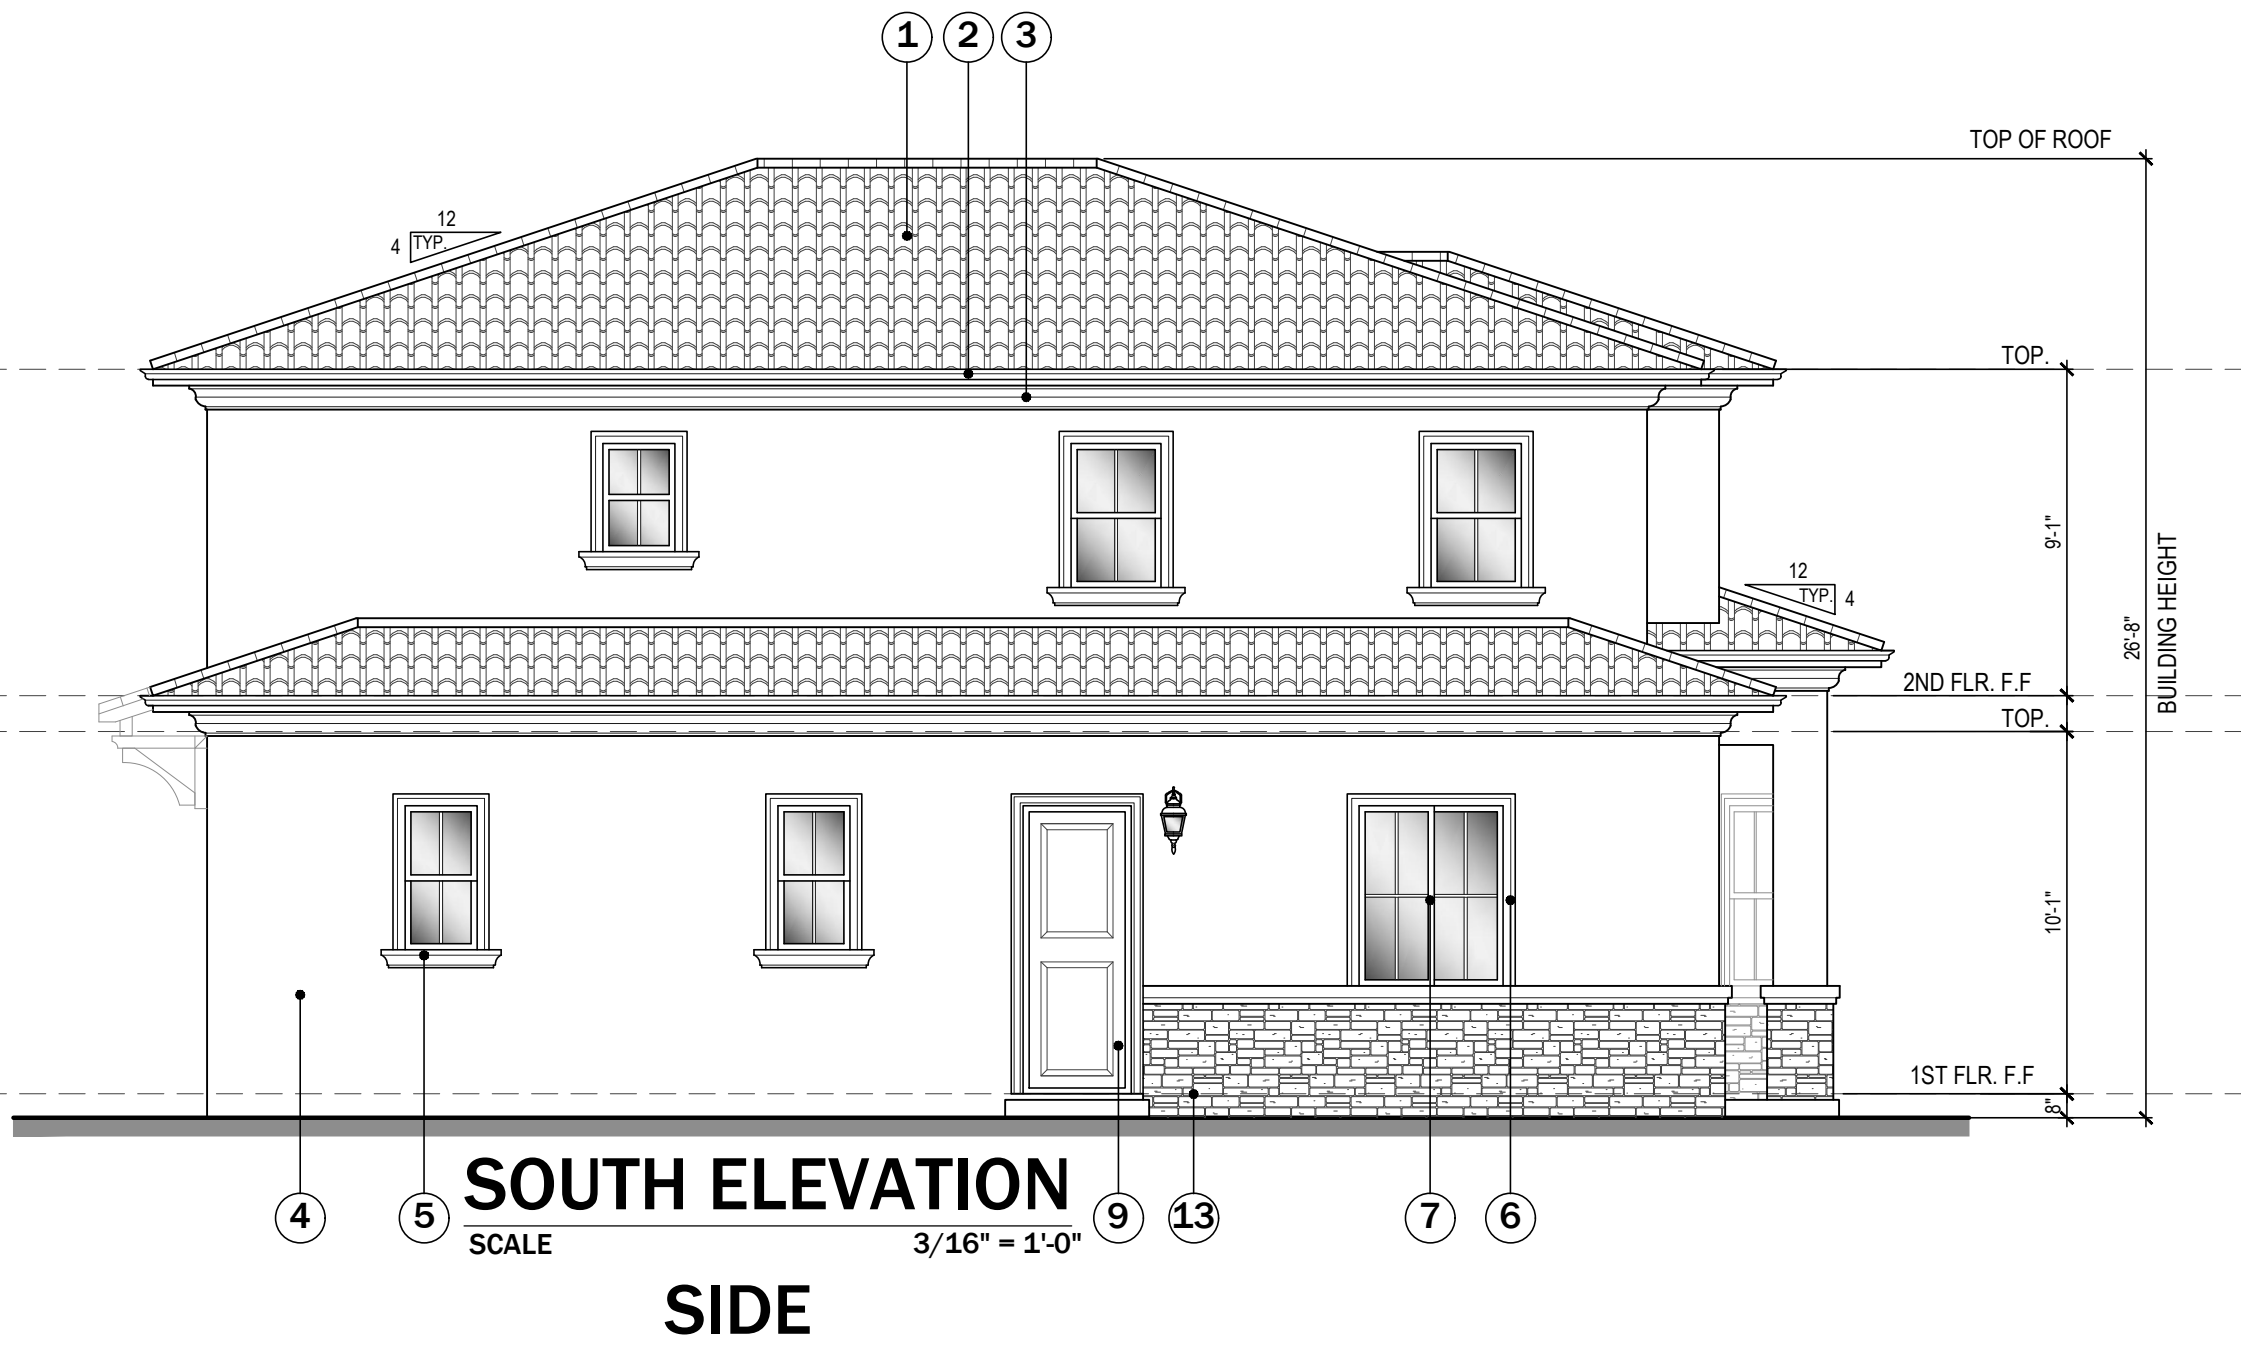 1 2 3
TOP OF ROOF
12
4 TYP.
TOP.
9'-1"
12
TYP. 4
26'-8"
BUILDING HEIGHT
2ND FLR. F.F
TOP.
10'-1"
1ST FLR. F.F
8"
4 5 9 13 7 6
SOUTH ELEVATION
SCALE 3/16" = 1'-0"
SIDE